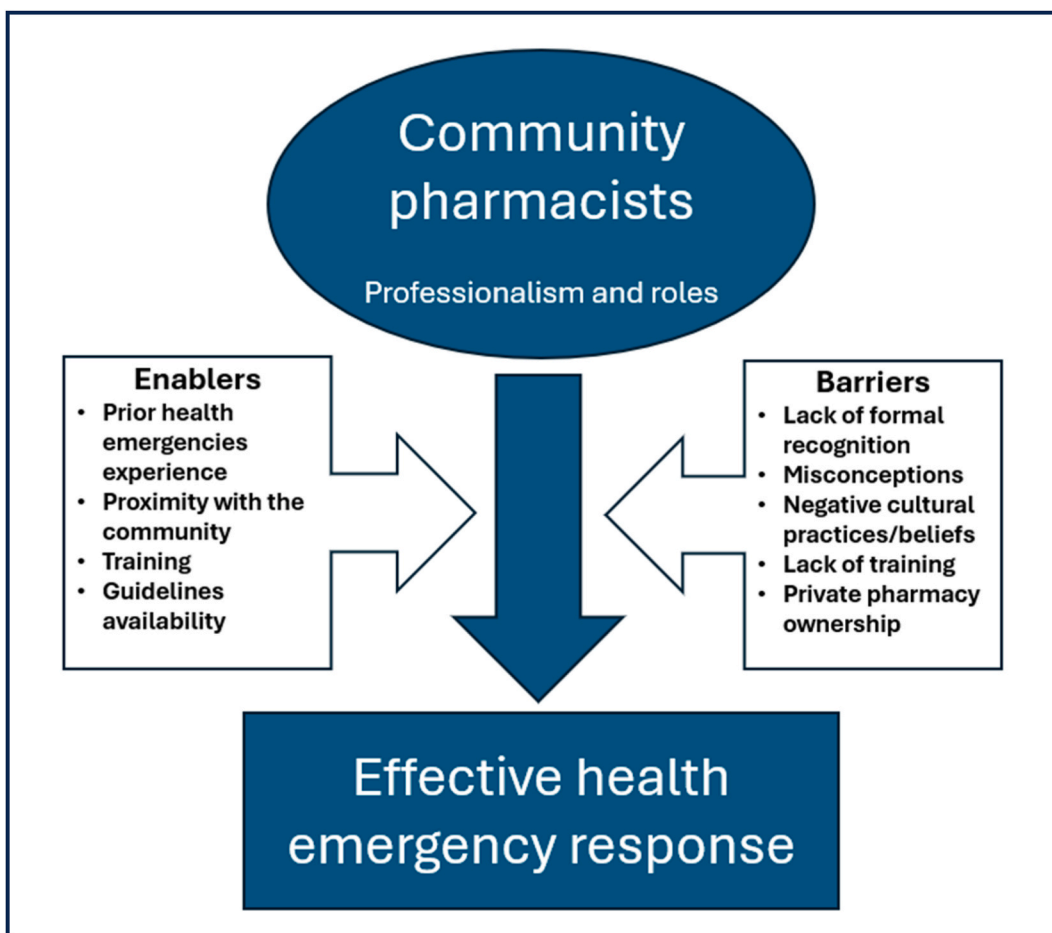 Community
pharmacists
Professionalism and roles
Enablers
• Prior health
emergencies
experience
• Proximity with the
community
• Training
• Guidelines
availability
Barriers
• Lack of formal
recognition
• Misconceptions
• Negative cultural
practices/beliefs
• Lack of training
• Private pharmacy
ownership
Effective health
emergency response